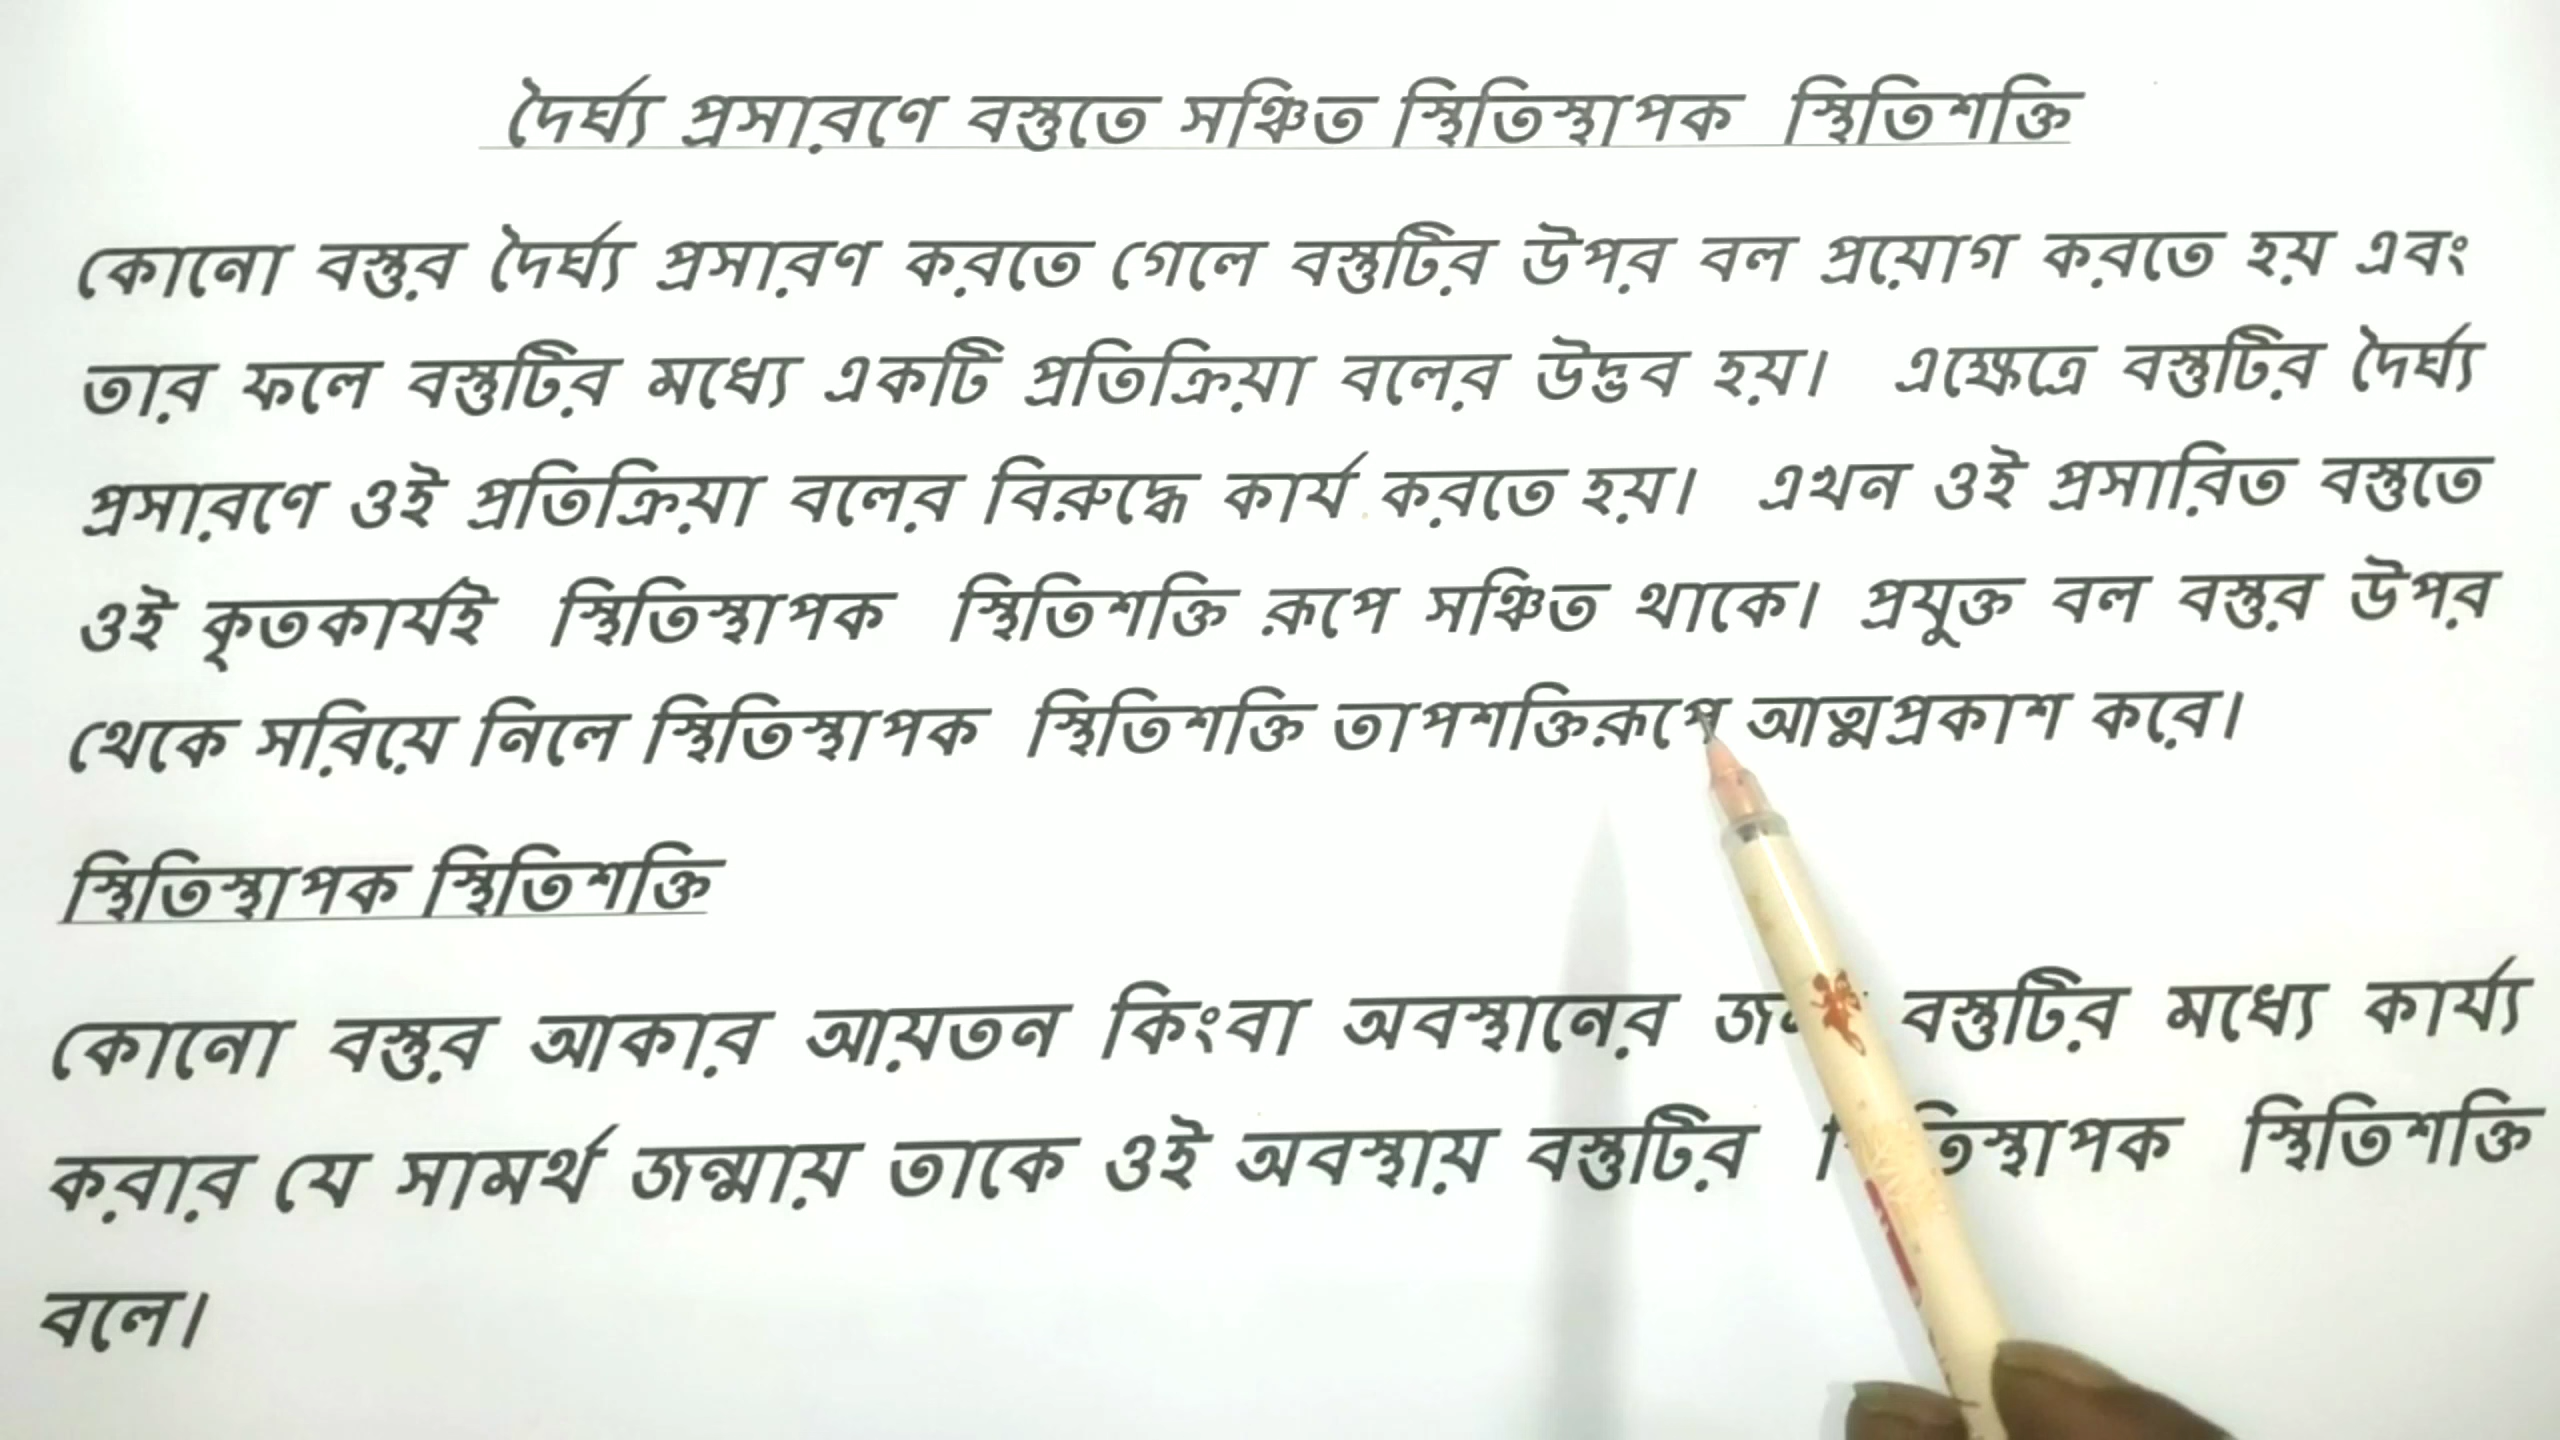 দৈর্ঘ্য প্রসারণে বস্তুতে সঞ্চিত স্থিতিস্থাপক স্থিতিশক্তি
কোনো বস্তুর দৈর্ঘ্য প্রসারণ করতে গেলে বস্তুটির উপর বল প্রয়োগ করতে হয় এবং
তার ফলে বস্তুটির মধ্যে একটি প্রতিক্রিয়া বলের উদ্ভব হয়। এক্ষেত্রে বস্তুটির দৈর্ঘ্য
প্রসারণে ওই প্রতিক্রিয়া বলের বিরুদ্ধে কার্য করতে হয়। এখন ওই প্রসারিত বস্তুতে
ওই কৃতকার্যই স্থিতিস্থাপক স্থিতিশক্তি রূপে সঞ্চিত থাকে। প্রযুক্ত বল বস্তুর উপর
থেকে সরিয়ে নিলে স্থিতিস্থাপক স্থিতিশক্তি তাপশক্তিরূপে আত্মপ্রকাশ করে।
স্থিতিস্থাপক স্থিতিশক্তি
কোনো বস্তুর আকার আয়তন কিংবা অবস্থানের বস্তুটির মধ্যে কার্য্য
করার যে সামর্থ জন্মায় তাকে ওই অবস্থায় বস্তুটির স্থিতিশক্তি
বলে।